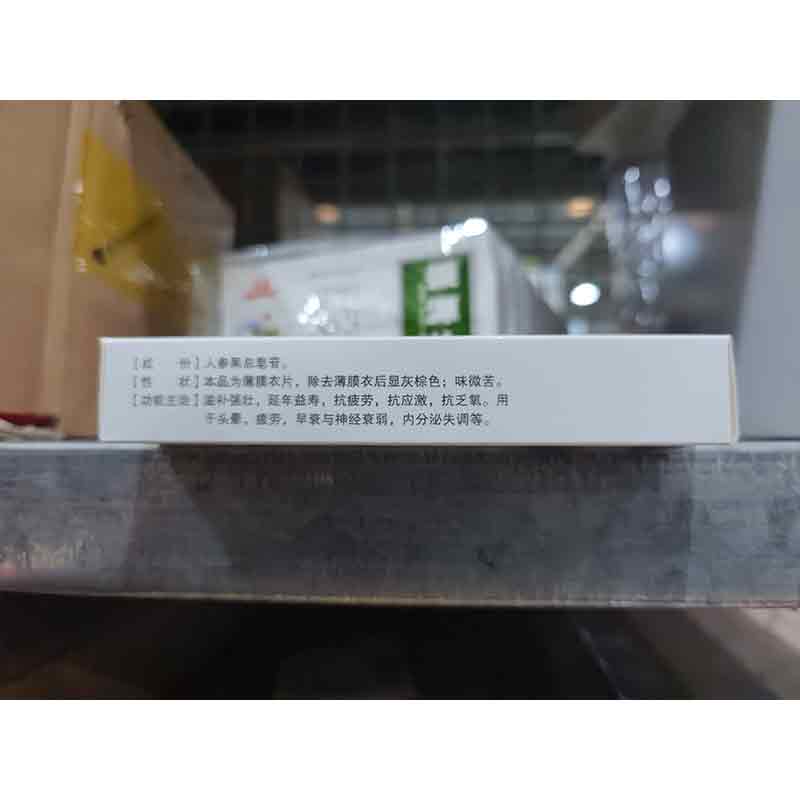 [成　　份] 人参果总皂苷。
[性　　状] 本品为薄膜衣片，除去薄膜衣后显灰棕色；味微苦。
[功能主治] 滋补强壮，延年益寿，抗疲劳，抗应激，抗乏氧。用
于头晕，疲劳，早衰与神经衰弱，内分泌失调等。